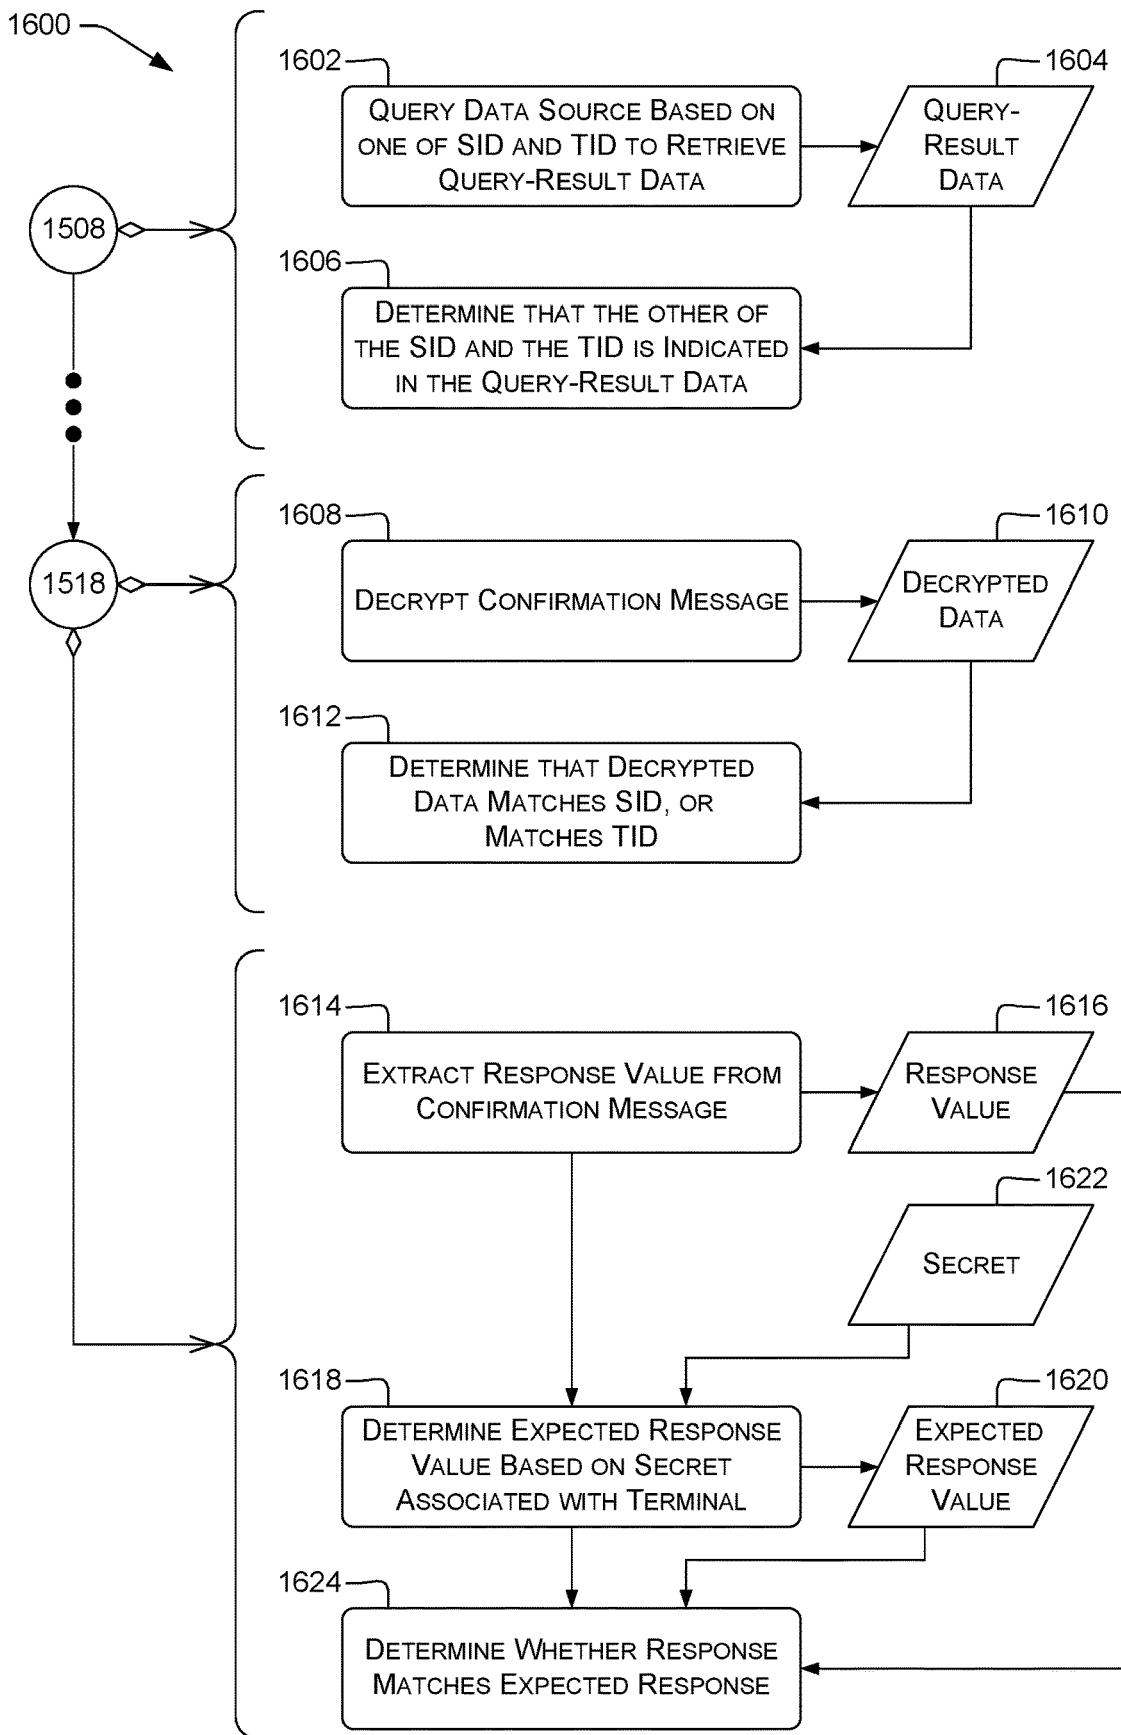 1600
1602
1604
QUERY DATA SOURCE BASED ON
ONE OF SID AND TID TO RETRIEVE
QUERY-RESULT DATA
QUERY-
RESULT
DATA
1508
1606
DETERMINE THAT THE OTHER OF
THE SID AND THE TID IS INDICATED
IN THE QUERY-RESULT DATA
1608
1610
1518
DECRYPT CONFIRMATION MESSAGE
DECRYPTED
DATA
1612
DETERMINE THAT DECRYPTED
DATA MATCHES SID, OR
MATCHES TID
1614
1616
EXTRACT RESPONSE VALUE FROM
CONFIRMATION MESSAGE
RESPONSE
VALUE
1622
SECRET
1618
1620
DETERMINE EXPECTED RESPONSE
VALUE BASED ON SECRET
ASSOCIATED WITH TERMINAL
EXPECTED
RESPONSE
VALUE
1624
DETERMINE WHETHER RESPONSE
MATCHES EXPECTED RESPONSE